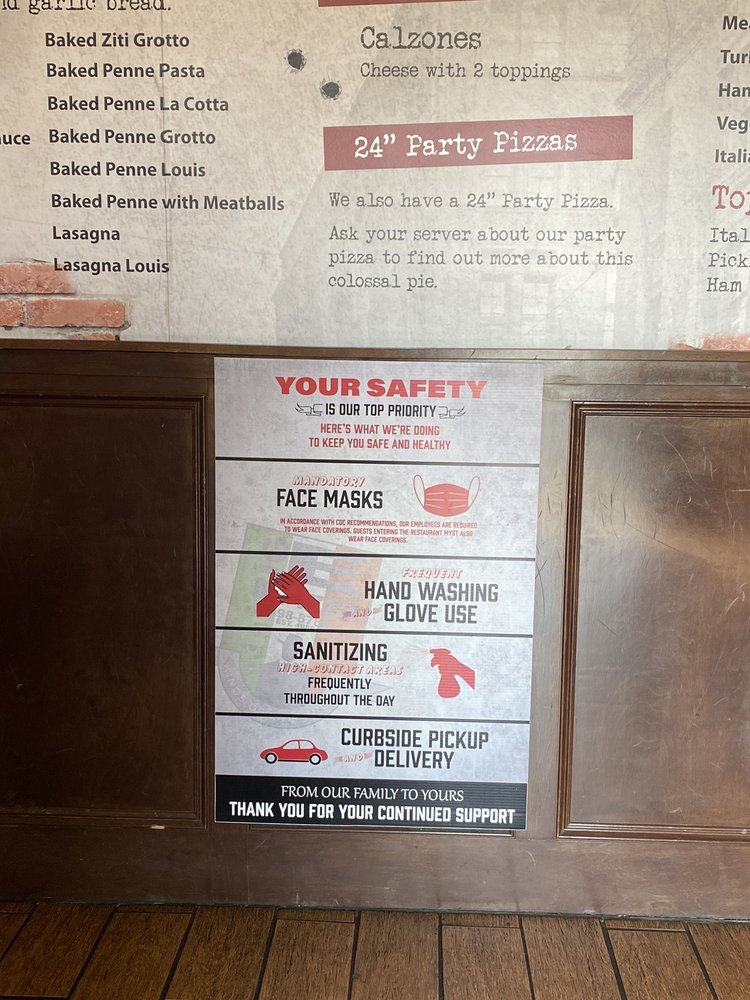 nd garlic bread.
Baked Ziti Grotto
Baked Penne Pasta
Baked Penne La Cotta
Baked Penne Grotto
Baked Penne Louis
Baked Penne with Meatballs
Lasagna
Lasagna Louis
Calzones
Cheese with 2 toppings
24” Party Pizzas
We also have a 24” Party Pizza.
Ask your server about our party
pizza to find out more about this
colossal pie.
Ham
YOUR SAFETY
IS OUR TOP PRIORITY
HERE'S WHAT WE'RE DOING
TO KEEP YOU SAFE AND HEALTHY
MANDATORY
FACE MASKS
IN ACCORDANCE WITH CDC RECOMMENDATIONS, OUR EMPLOYEES ARE REQUIRED
TO WEAR FACE COVERINGS. GUESTS ENTERING THE RESTAURANT MYST ALSO
WEAR FACE COVERINGS.
FREQUENT
HAND WASHING
AND GLOVE USE
SANITIZING
HIGH-CONTACT AREAS
FREQUENTLY
THROUGHOUT THE DAY
CURBSIDE PICKUP
AND DELIVERY
FROM OUR FAMILY TO YOURS
THANK YOU FOR YOUR CONTINUED SUPPORT